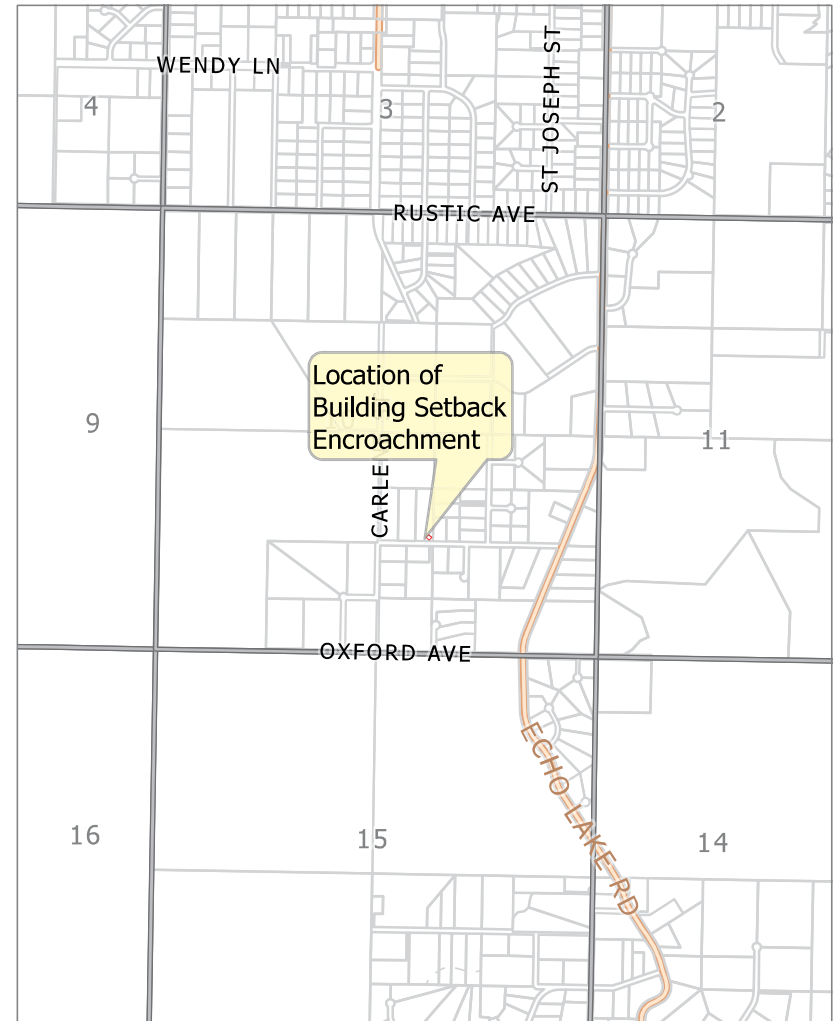 WENDY LN
ST JOSEPH ST
4
3
2
RUSTIC AVE
Location of
Building Setback
Encroachment
9
11
CARLE
OXFORD AVE
ECHO LAKE RD
16
15
14